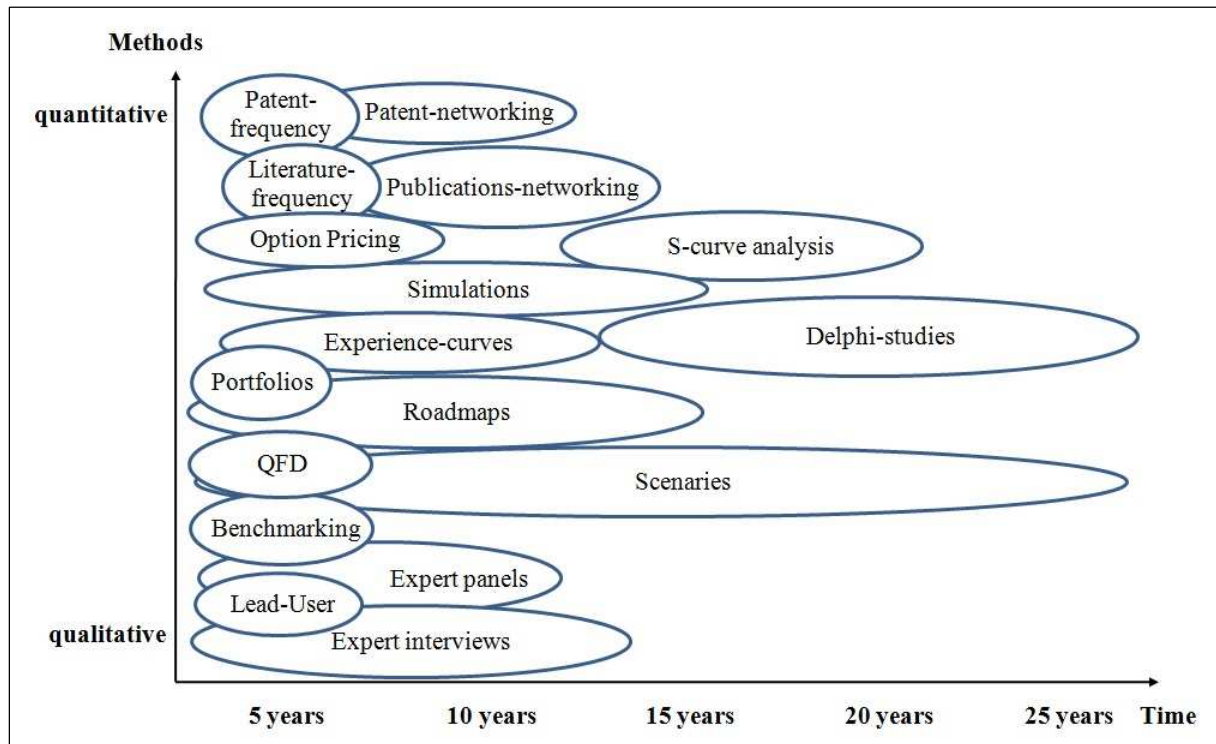 Methods
quantitative
Patent-
frequency
Patent-networking
Literature-
frequency
Publications-networking
Option Pricing
S-curve analysis
Simulations
Experience-curves
Delphi-studies
Portfolios
Roadmaps
QFD
Scenaries
Benchmarking
Expert panels
Lead-User
qualitative
Expert interviews
5 years 10 years 15 years 20 years 25 years Time